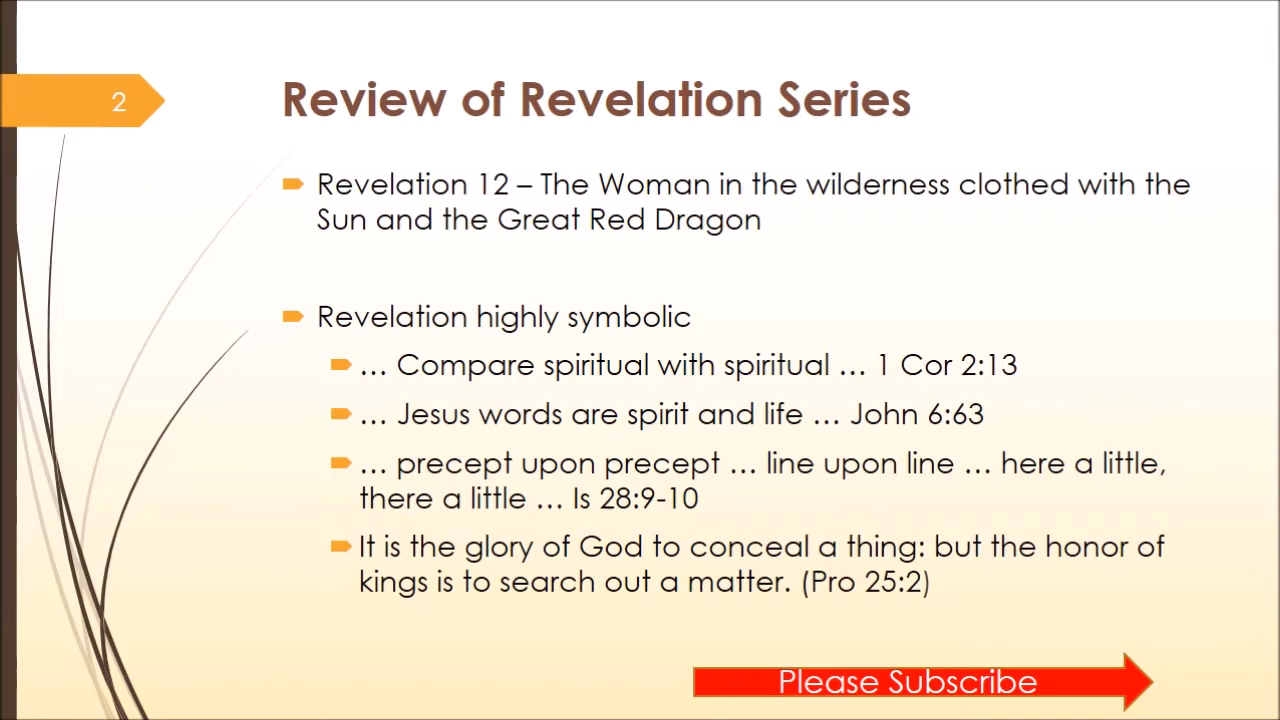 2
Review of Revelation Series
Revelation 12 – The Woman in the wilderness clothed with the
Sun and the Great Red Dragon
Revelation highly symbolic
… Compare spiritual with spiritual … 1 Cor 2:13
… Jesus words are spirit and life … John 6:63
… precept upon precept … line upon line … here a little,
there a little … Is 28:9-10
It is the glory of God to conceal a thing: but the honor of
kings is to search out a matter. (Pro 25:2)
Please Subscribe